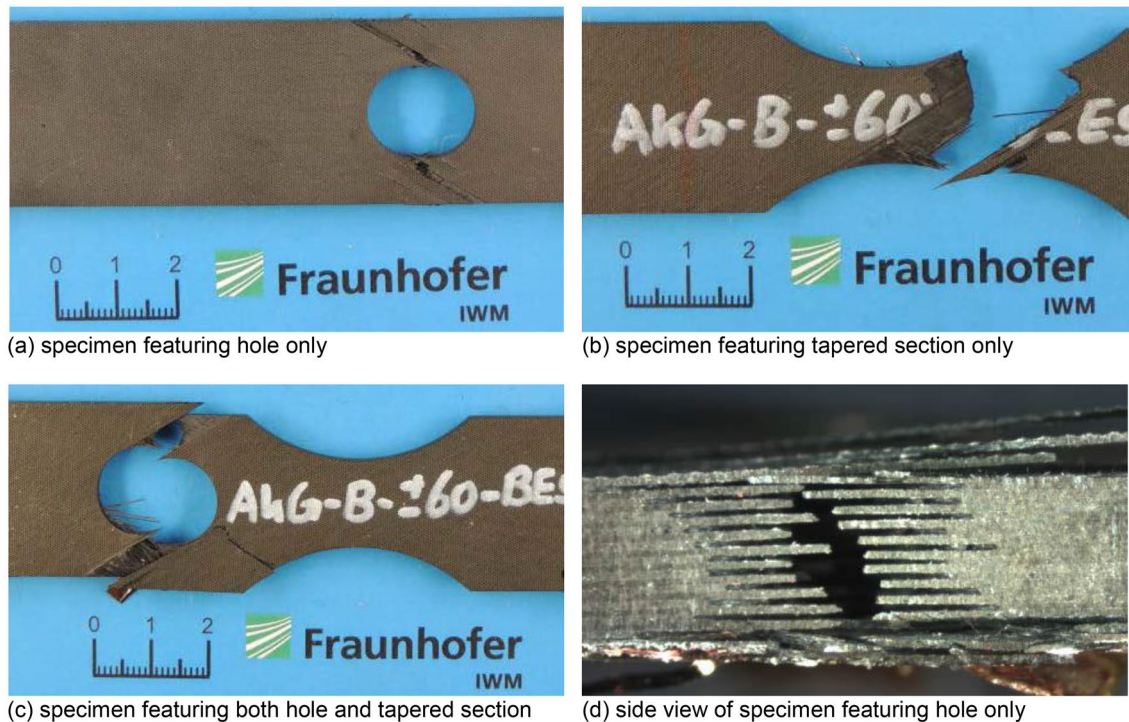 0 1 2
Fraunhofer
IWM
(a) specimen featuring hole only
AKG-B-±60°
-ES
0 1 2
Fraunhofer
IWM
(b) specimen featuring tapered section only
AKG-B-±60-BES
0 1 2
Fraunhofer
IWM
(c) specimen featuring both hole and tapered section
(d) side view of specimen featuring hole only